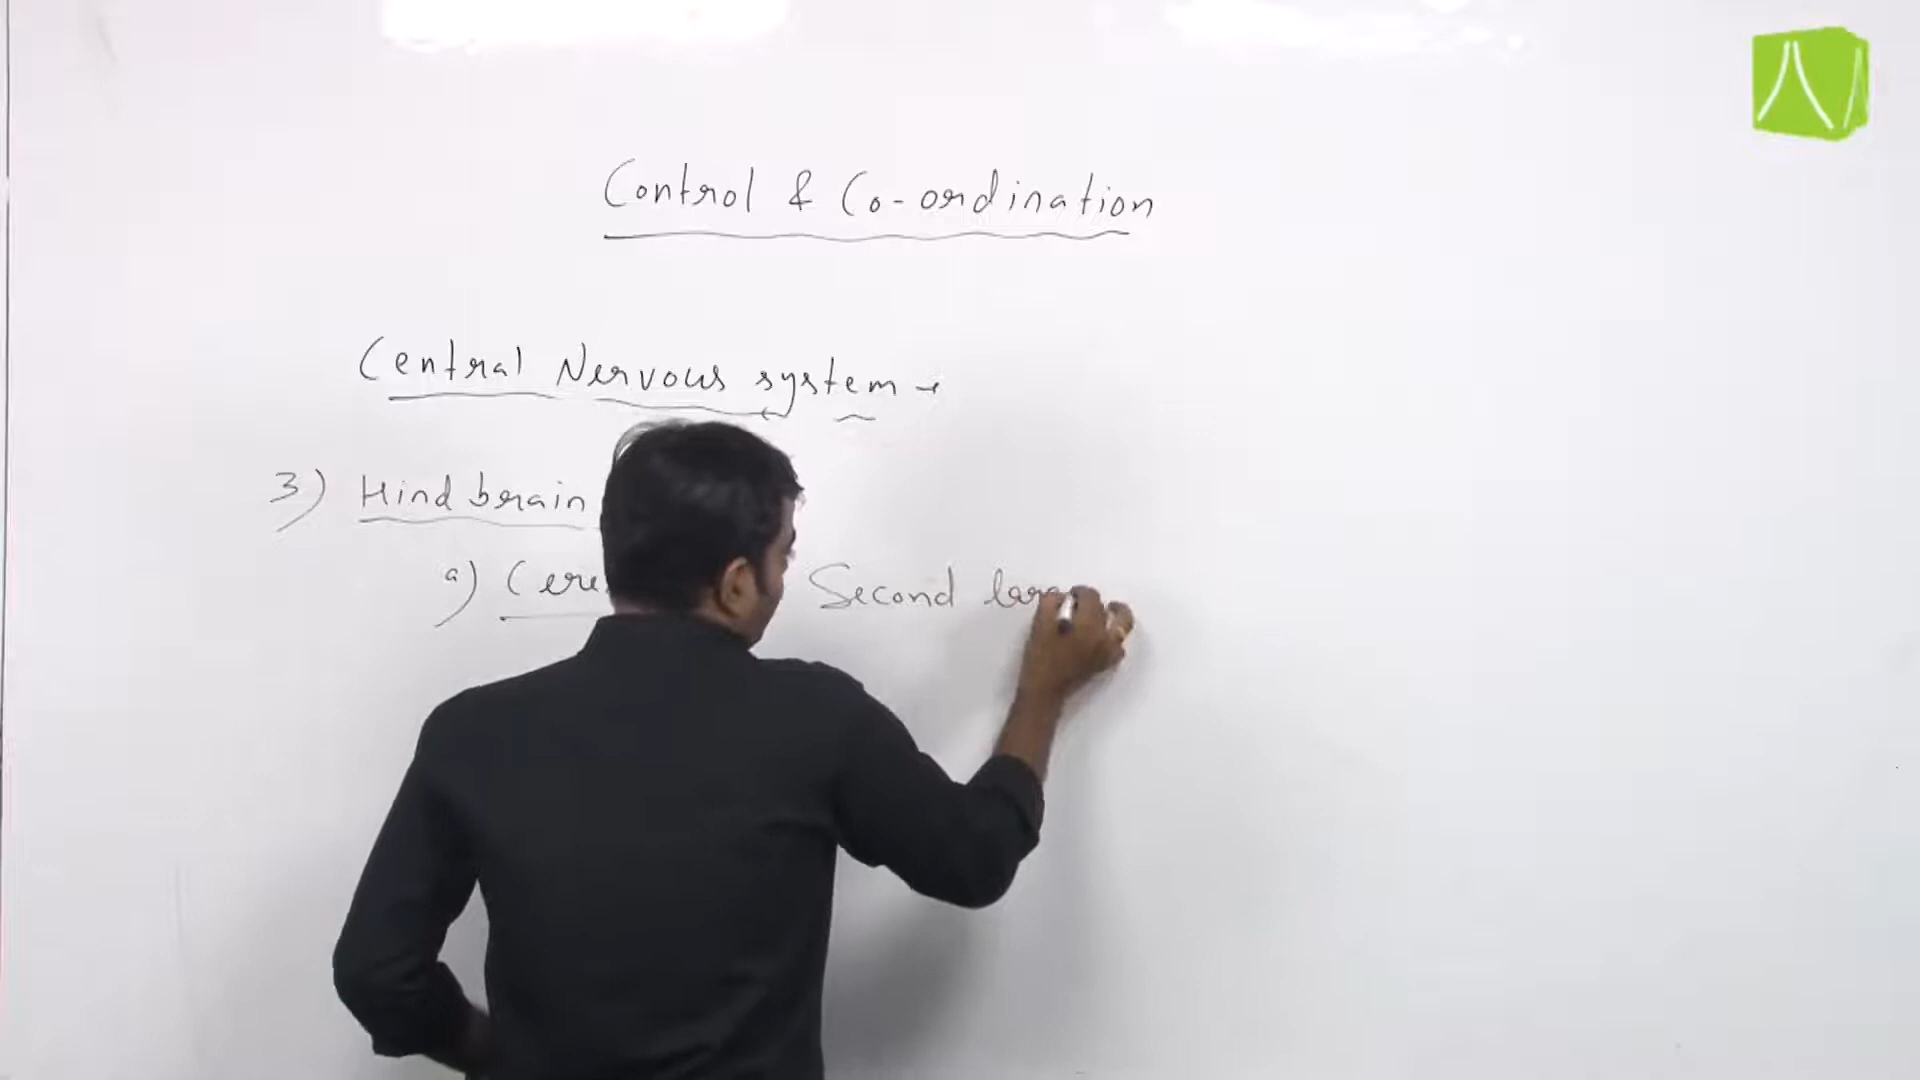 Control & Co-ordination
Central Nervous system →
3) Hind brain
a) Second